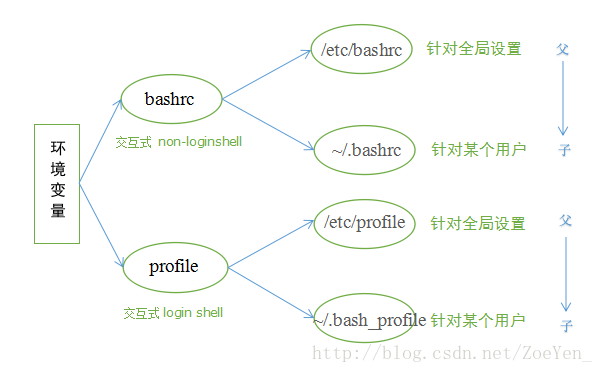 /etc/bashrc 针对全局设置 父
bashrc
交互式 non-loginshell
~/.bashrc 针对某个用户 子
环境变量
/etc/profile 针对全局设置 父
profile
交互式 login shell
~/.bash_profile 针对某个用户 子
http://blog.csdn.net/ZoeYen_